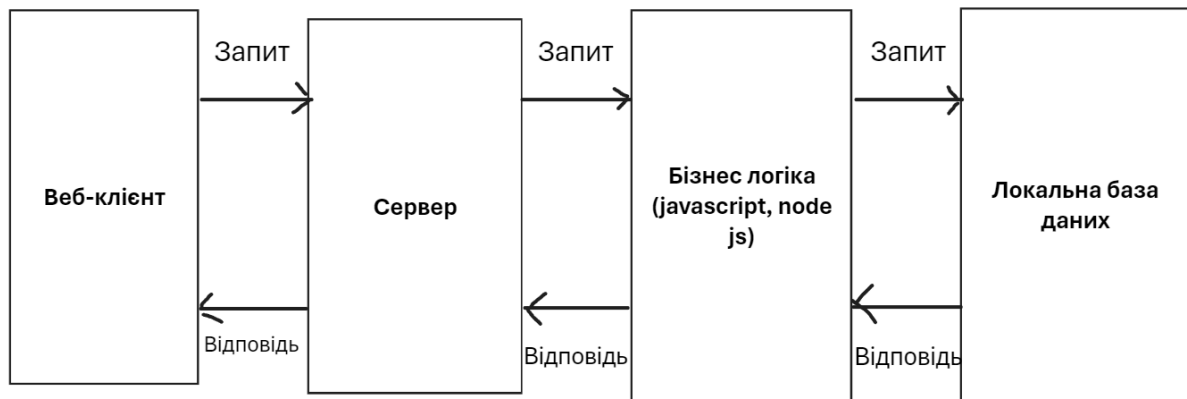 Запит
Запит
Запит
Веб-клієнт
Сервер
Бізнес логіка
(javascript, node
js)
Локальна база
даних
Відповідь
Відповідь
Відповідь